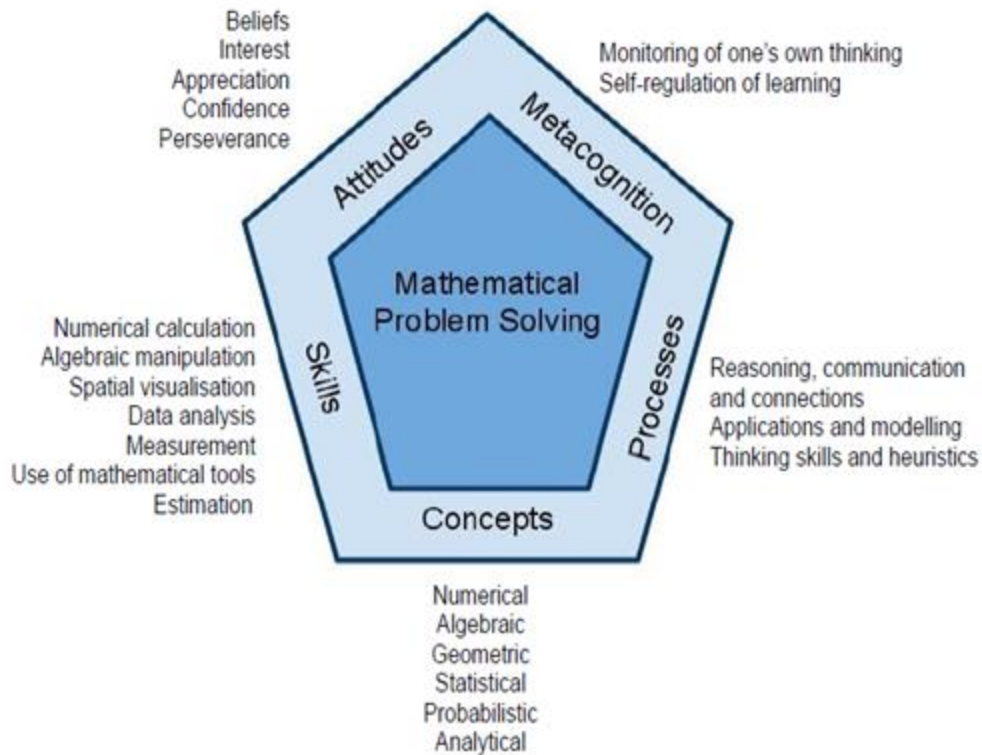 Beliefs
Interest
Appreciation
Confidence
Perseverance
Monitoring of one's own thinking
Self-regulation of learning
Attitudes
Metacognition
Mathematical
Problem Solving
Skills
Processes
Concepts
Numerical calculation
Algebraic manipulation
Spatial visualisation
Data analysis
Measurement
Use of mathematical tools
Estimation
Reasoning, communication
and connections
Applications and modelling
Thinking skills and heuristics
Numerical
Algebraic
Geometric
Statistical
Probabilistic
Analytical